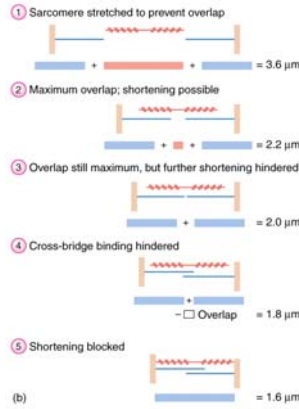 1 Sarcomere stretched to prevent overlap
+ + = 3.6 μm
2 Maximum overlap; shortening possible
+ + = 2.2 μm
3 Overlap still maximum, but further shortening hindered
+ = 2.0 μm
4 Cross-bridge binding hindered
+
− Overlap = 1.8 μm
5 Shortening blocked
(b) = 1.6 μm